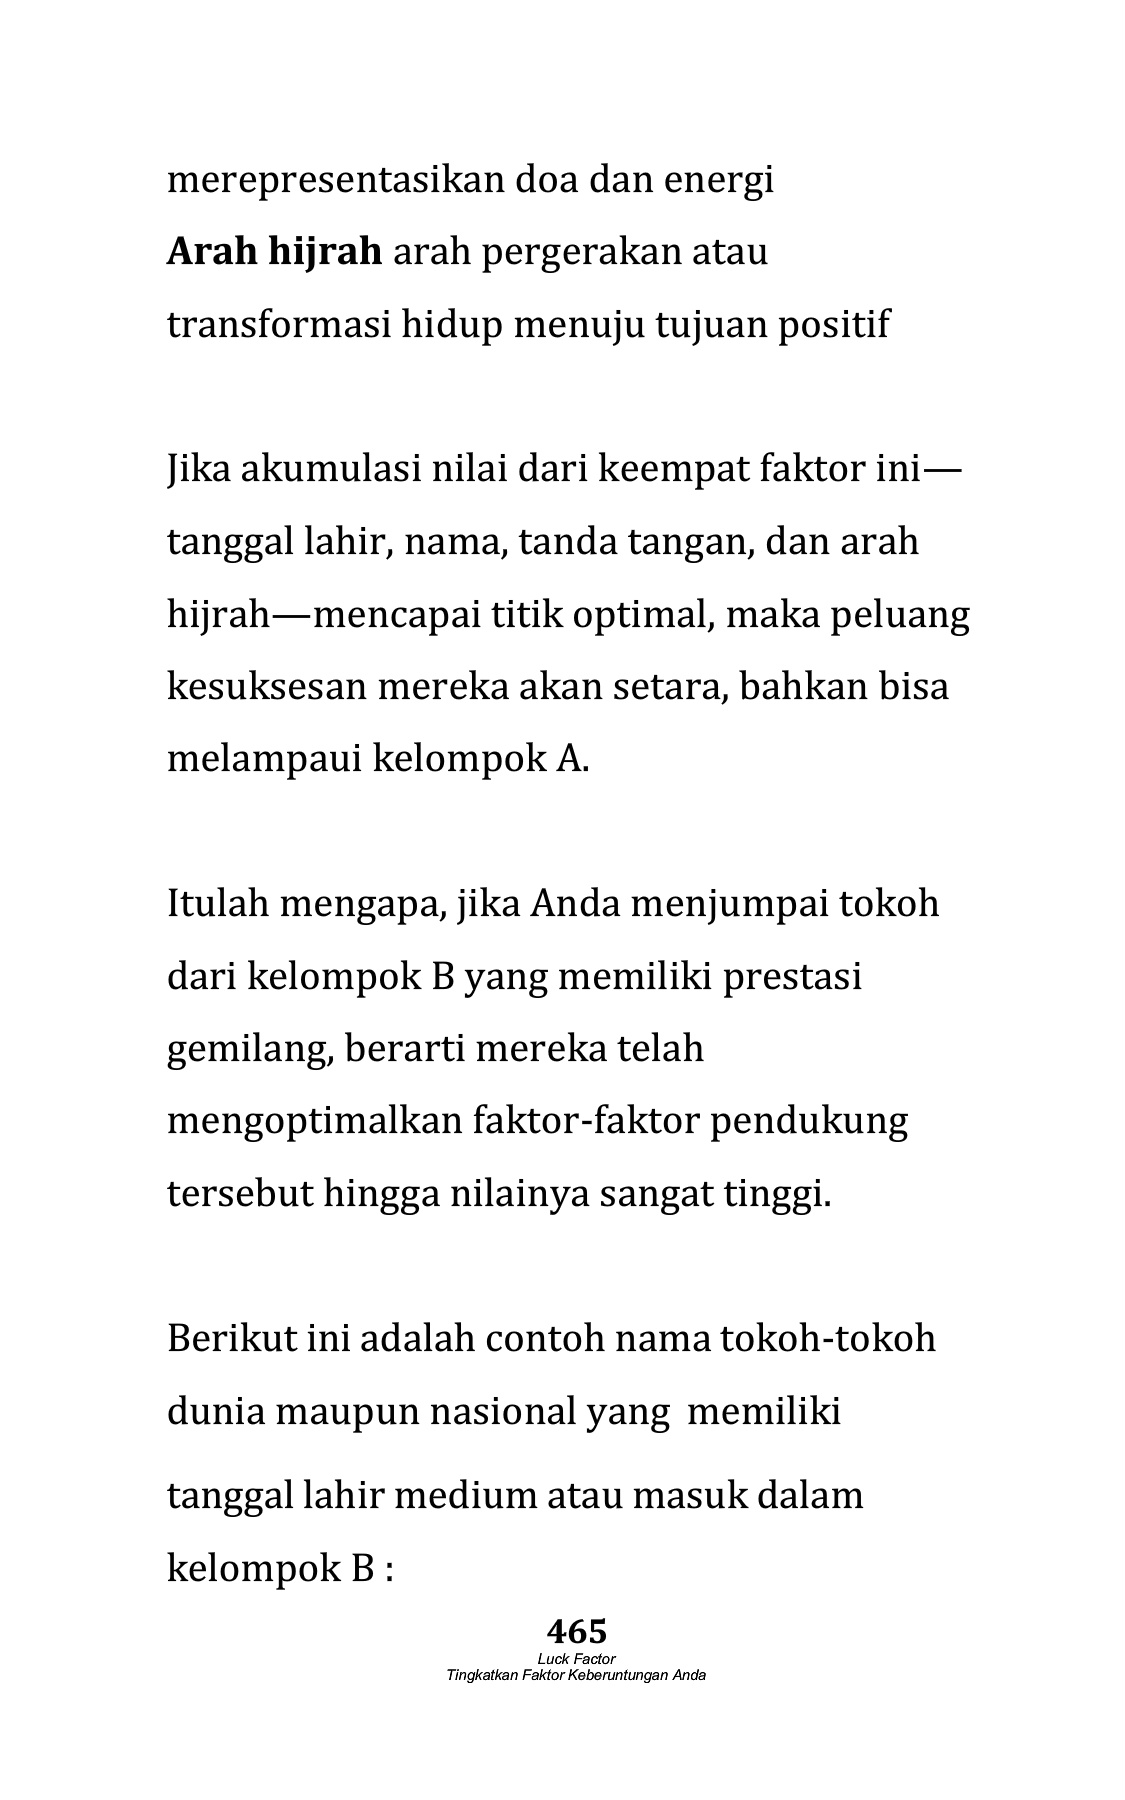 merepresentasikan doa dan energi
Arah hijrah arah pergerakan atau
transformasi hidup menuju tujuan positif
Jika akumulasi nilai dari keempat faktor ini—
tanggal lahir, nama, tanda tangan, dan arah
hijrah—mencapai titik optimal, maka peluang
kesuksesan mereka akan setara, bahkan bisa
melampaui kelompok A.
Itulah mengapa, jika Anda menjumpai tokoh
dari kelompok B yang memiliki prestasi
gemilang, berarti mereka telah
mengoptimalkan faktor-faktor pendukung
tersebut hingga nilainya sangat tinggi.
Berikut ini adalah contoh nama tokoh-tokoh
dunia maupun nasional yang  memiliki
tanggal lahir medium atau masuk dalam
kelompok B :
465
Luck Factor
Tingkatkan Faktor Keberuntungan Anda